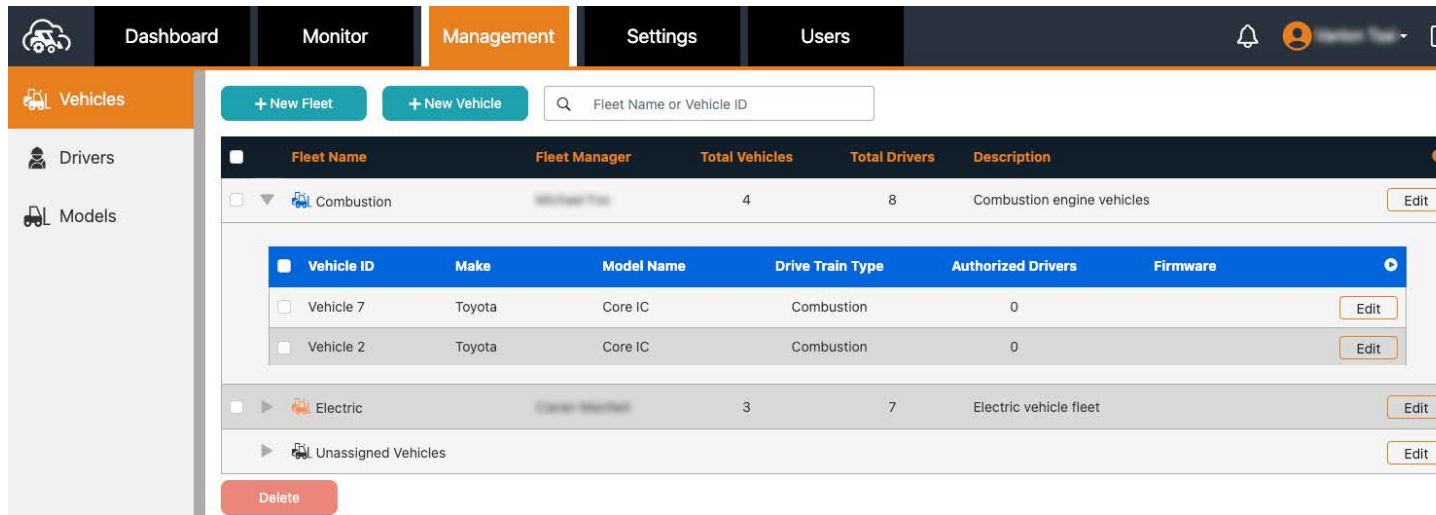 Dashboard Monitor Management Settings Users
Vehicles
Drivers
Models
+ New Fleet + New Vehicle Fleet Name or Vehicle ID
Fleet Name Fleet Manager Total Vehicles Total Drivers Description
Combustion 4 8 Combustion engine vehicles Edit
Vehicle ID Make Model Name Drive Train Type Authorized Drivers Firmware
Vehicle 7 Toyota Core IC Combustion 0 Edit
Vehicle 2 Toyota Core IC Combustion 0 Edit
Electric 3 7 Electric vehicle fleet Edit
Unassigned Vehicles Edit
Delete